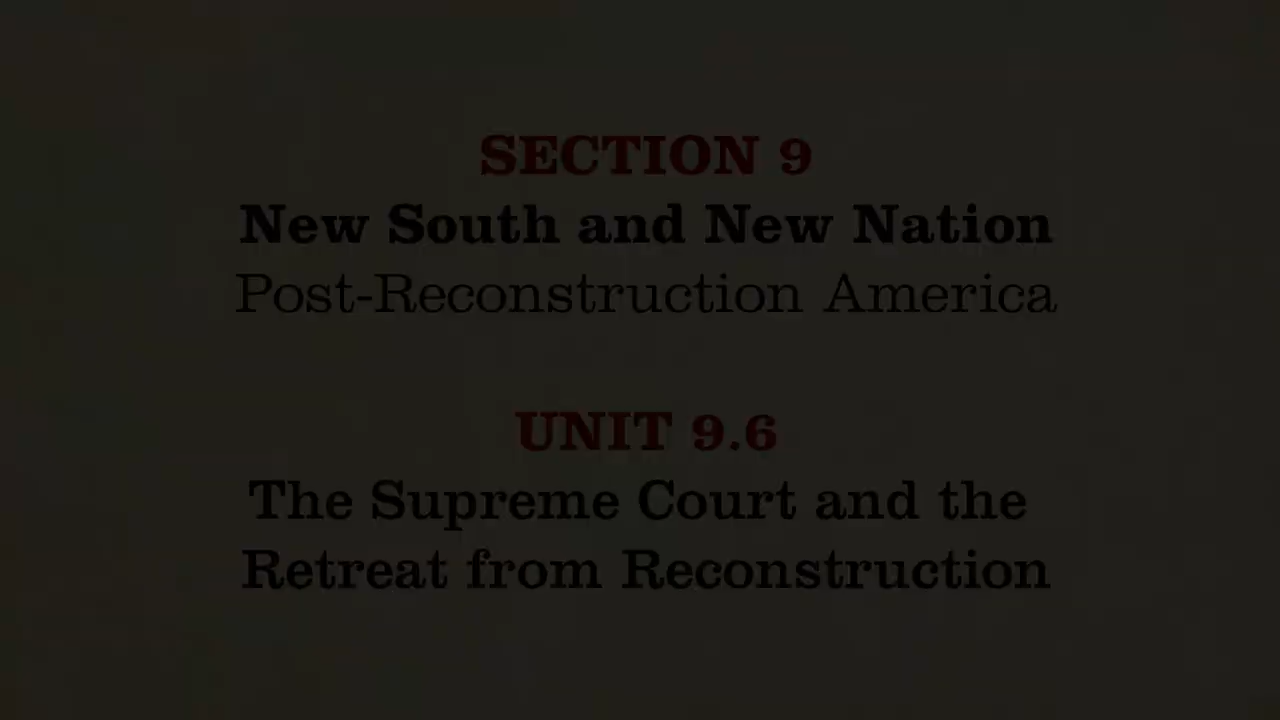 SECTION 9
New South and New Nation
Post-Reconstruction America
UNIT 9.6
The Supreme Court and the
Retreat from Reconstruction